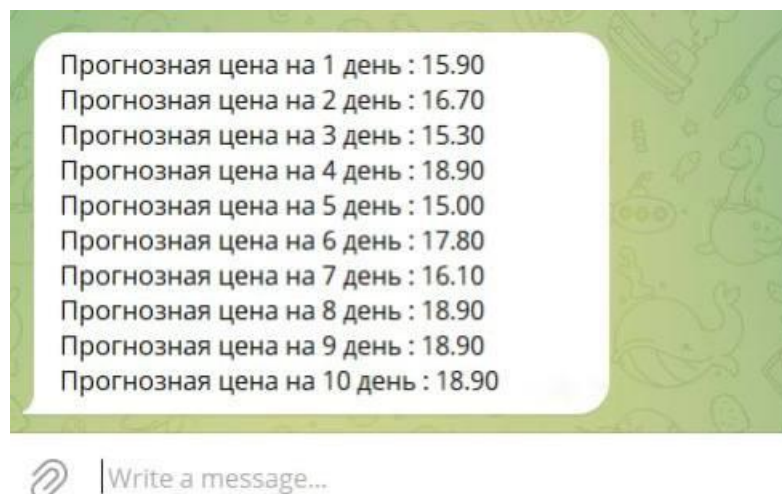 Прогнозная цена на 1 день : 15.90
Прогнозная цена на 2 день : 16.70
Прогнозная цена на 3 день : 15.30
Прогнозная цена на 4 день : 18.90
Прогнозная цена на 5 день : 15.00
Прогнозная цена на 6 день : 17.80
Прогнозная цена на 7 день : 16.10
Прогнозная цена на 8 день : 18.90
Прогнозная цена на 9 день : 18.90
Прогнозная цена на 10 день : 18.90
Write a message...